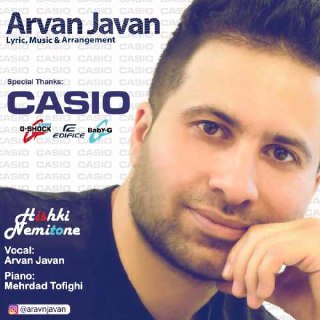 Arvan Javan
Lyric, Music & Arrangement
Special Thanks:
CASIO
G-SHOCK EDIFICE Baby-G
Hishki
Nemitone
Vocal:
Arvan Javan
Piano:
Mehrdad Tofighi
@aravnjavan